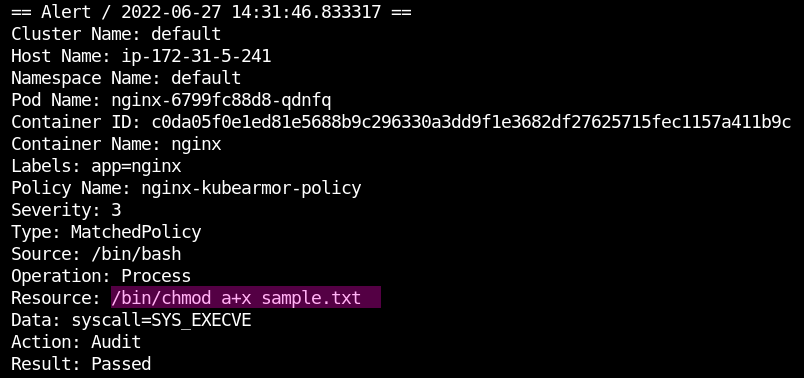 == Alert / 2022-06-27 14:31:46.833317 ==
Cluster Name: default
Host Name: ip-172-31-5-241
Namespace Name: default
Pod Name: nginx-6799fc88d8-qdnfq
Container ID: c0da05f0e1ed81e5688b9c296330a3dd9f1e3682df27625715fec1157a411b9c
Container Name: nginx
Labels: app=nginx
Policy Name: nginx-kubearmor-policy
Severity: 3
Type: MatchedPolicy
Source: /bin/bash
Operation: Process
Resource: /bin/chmod a+x sample.txt
Data: syscall=SYS_EXECVE
Action: Audit
Result: Passed